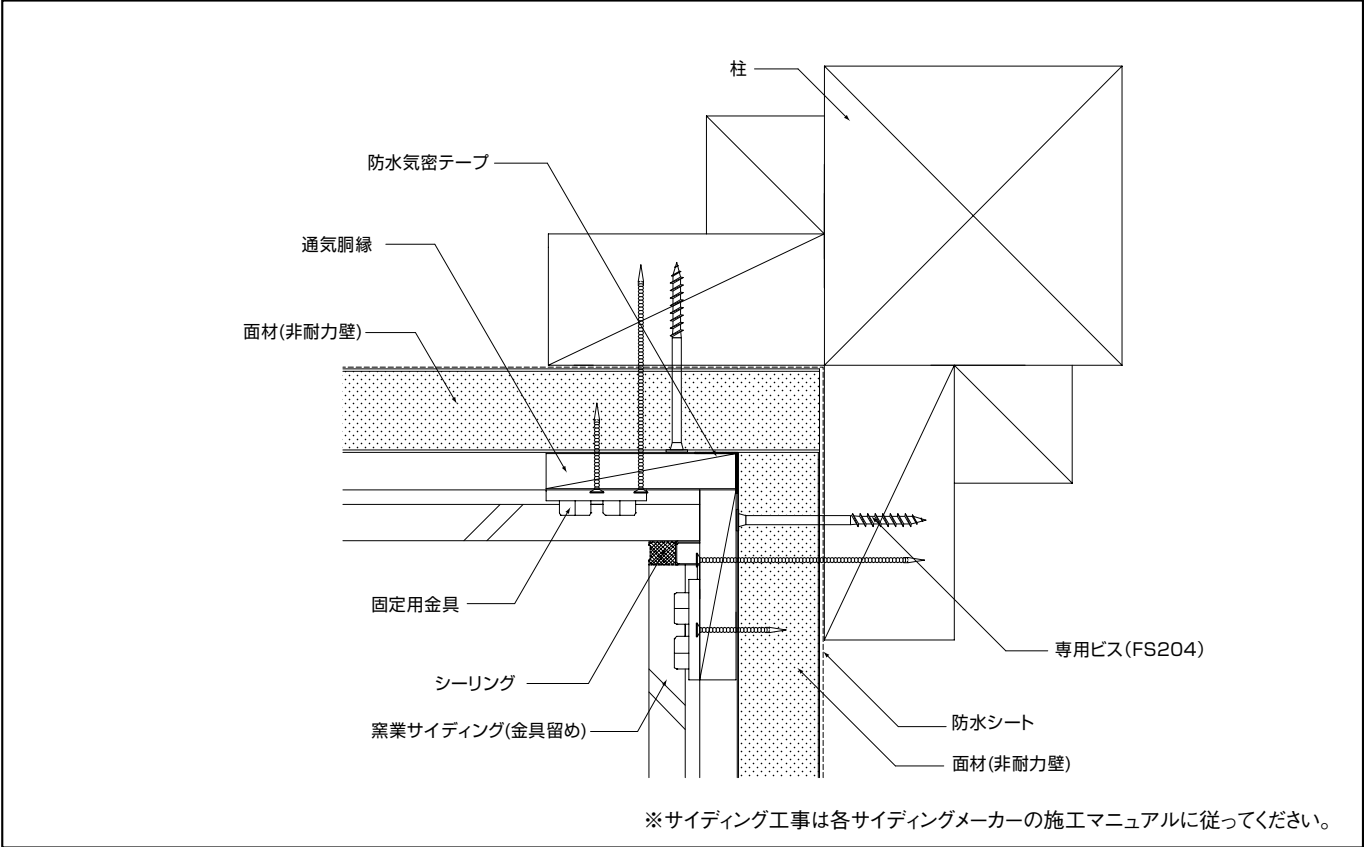 柱
防水気密テープ
通気胴縁
面材(非耐力壁)
固定用金具
シーリング
窯業サイディング(金具留め)
専用ビス(FS204)
防水シート
面材(非耐力壁)
※サイディング工事は各サイディングメーカーの施工マニュアルに従ってください。